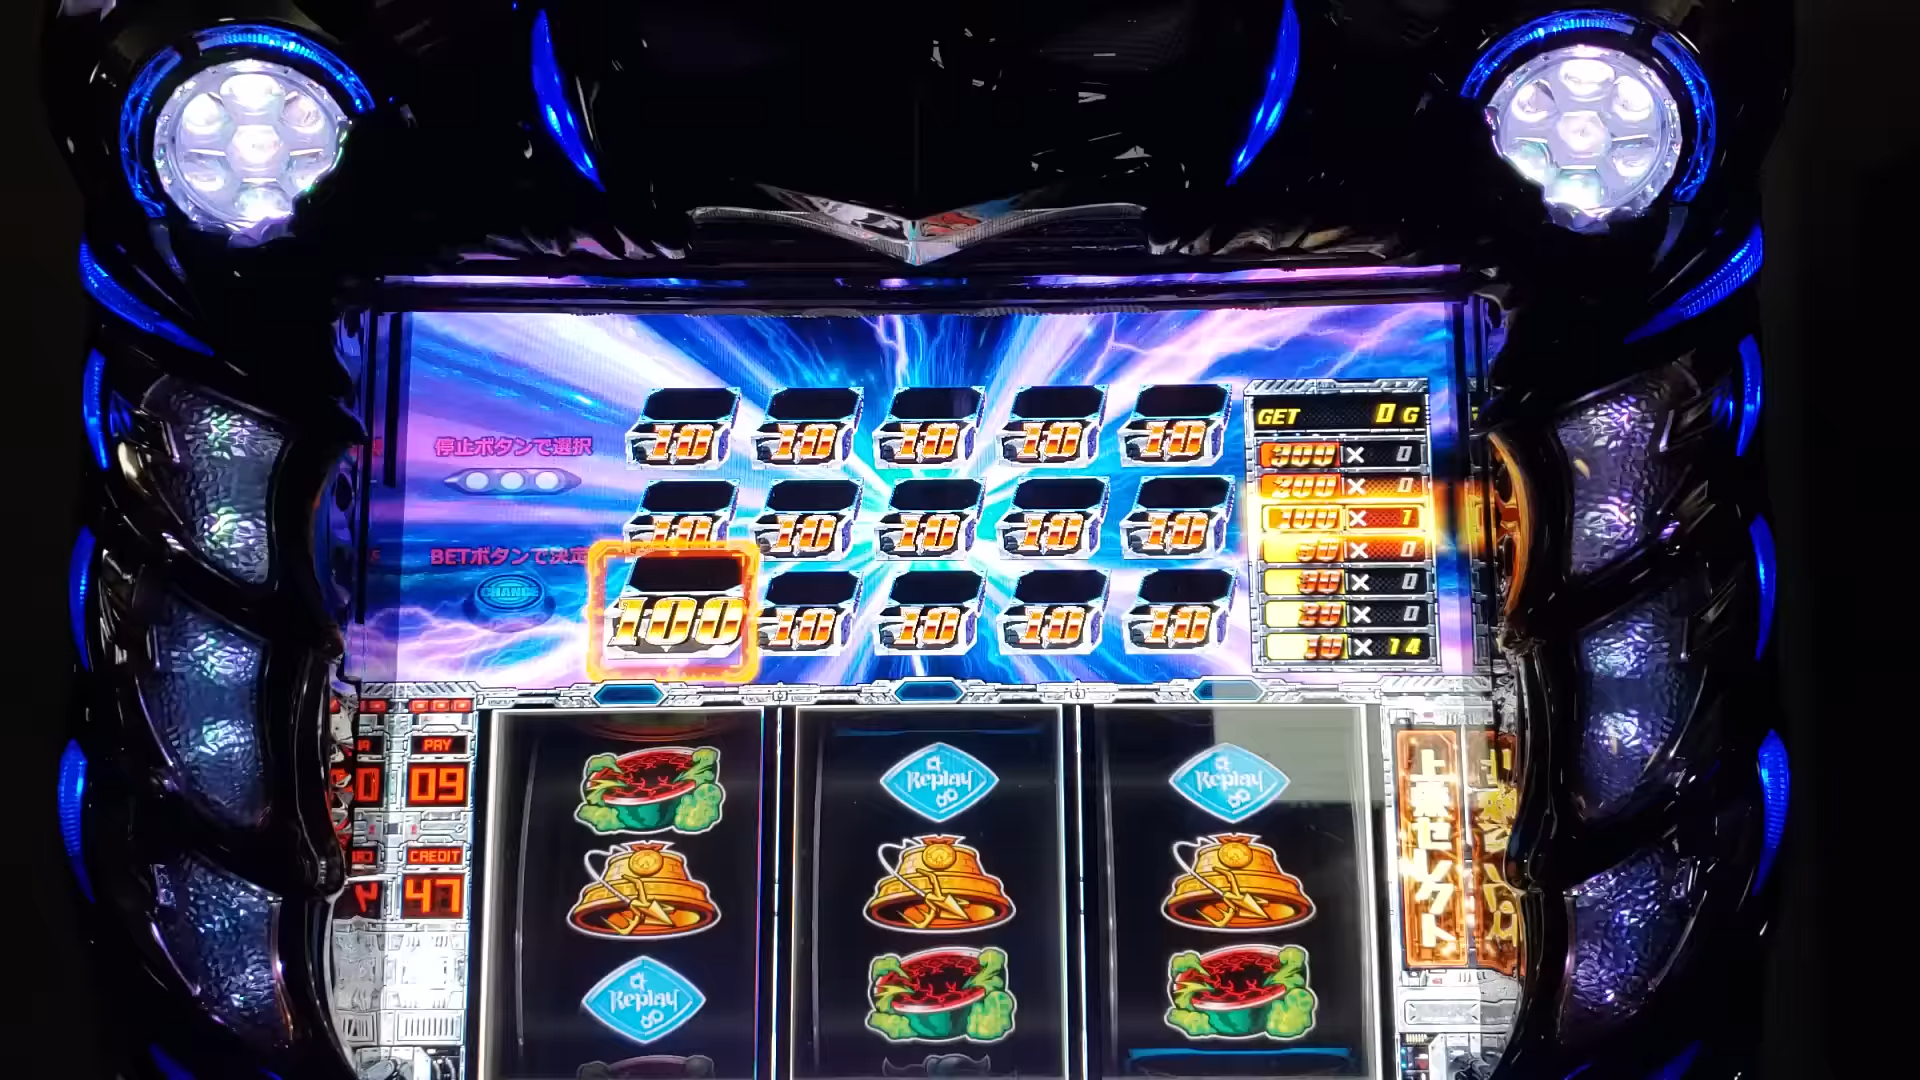 停止ボタンで選択
BETボタンで決定
CHANCE
10 10 10 10 10
10 10 10 10 10
100 10 10 10 10
GET 0 G
300 × 0
200 × 0
100 × 1
50 × 0
30 × 0
20 × 0
10 × 14
PAY
09
CREDIT
47
Replay
Replay
Replay
上乗セレクト